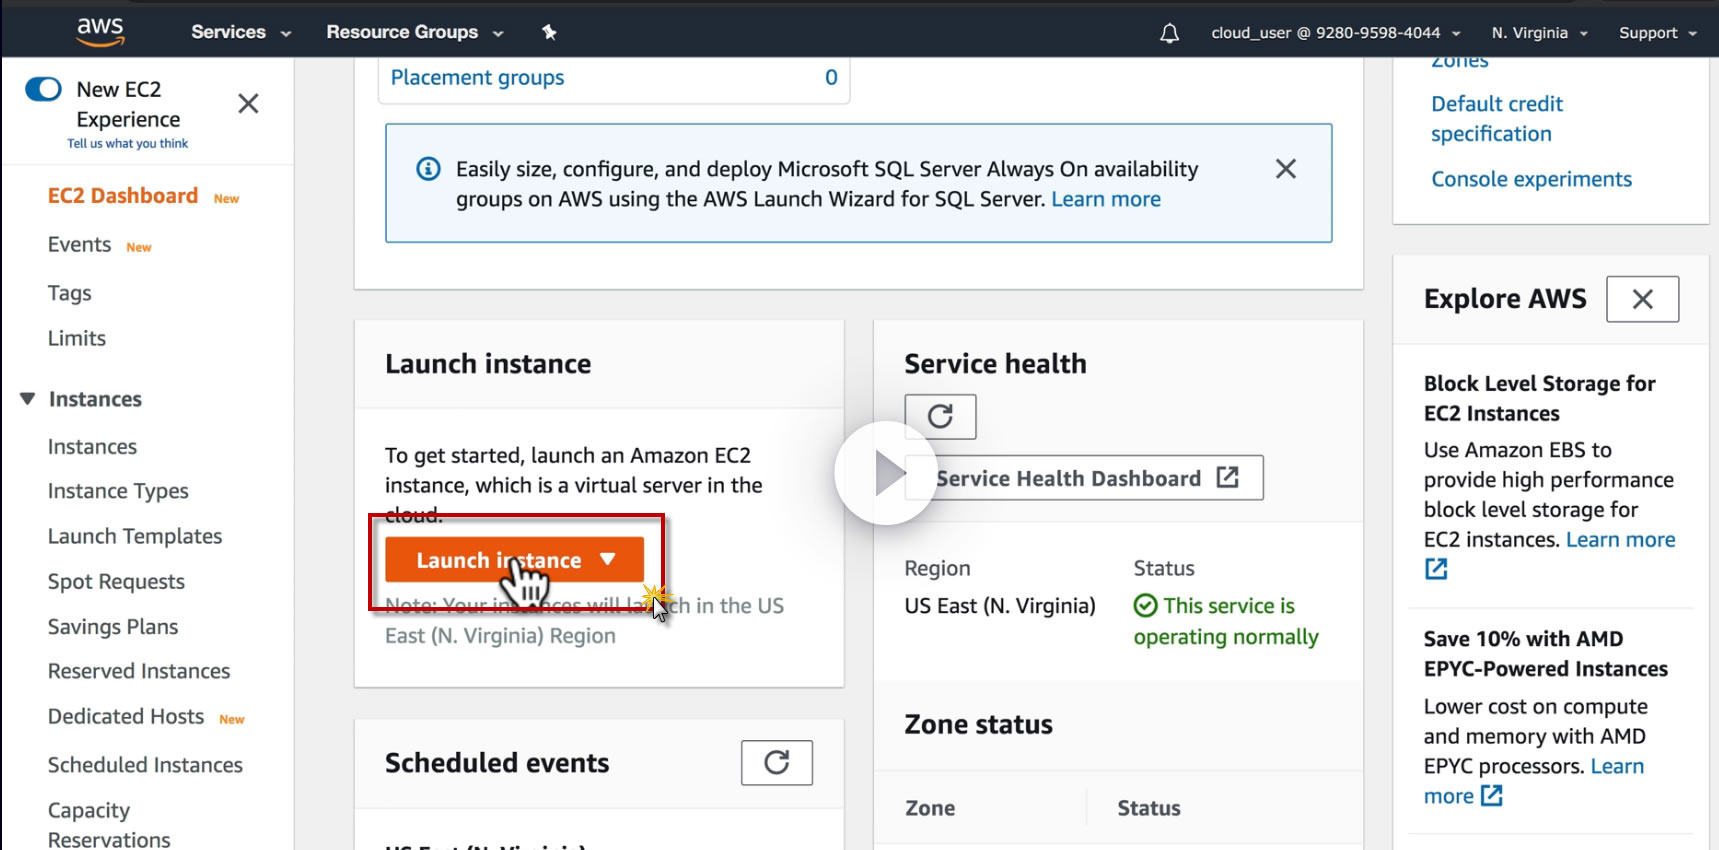 aws
Services
Resource Groups
cloud_user @ 9280-9598-4044
N. Virginia
Support
New EC2
Experience
Tell us what you think
EC2 Dashboard New
Events New
Tags
Limits
Instances
Instances
Instance Types
Launch Templates
Spot Requests
Savings Plans
Reserved Instances
Dedicated Hosts New
Scheduled Instances
Capacity
Reservations
Placement groups 0
Easily size, configure, and deploy Microsoft SQL Server Always On availability
groups on AWS using the AWS Launch Wizard for SQL Server. Learn more
Launch instance
To get started, launch an Amazon EC2
instance, which is a virtual server in the
cloud.
Launch instance
Note: Your instances will launch in the US
East (N. Virginia) Region
Scheduled events
US East (N. Virginia)
Service health
Service Health Dashboard
Region Status
US East (N. Virginia) This service is
operating normally
Zone status
Zone Status
Zones
Default credit
specification
Console experiments
Explore AWS
Block Level Storage for
EC2 Instances
Use Amazon EBS to
provide high performance
block level storage for
EC2 instances. Learn more
Save 10% with AMD
EPYC-Powered Instances
Lower cost on compute
and memory with AMD
EPYC processors. Learn
more